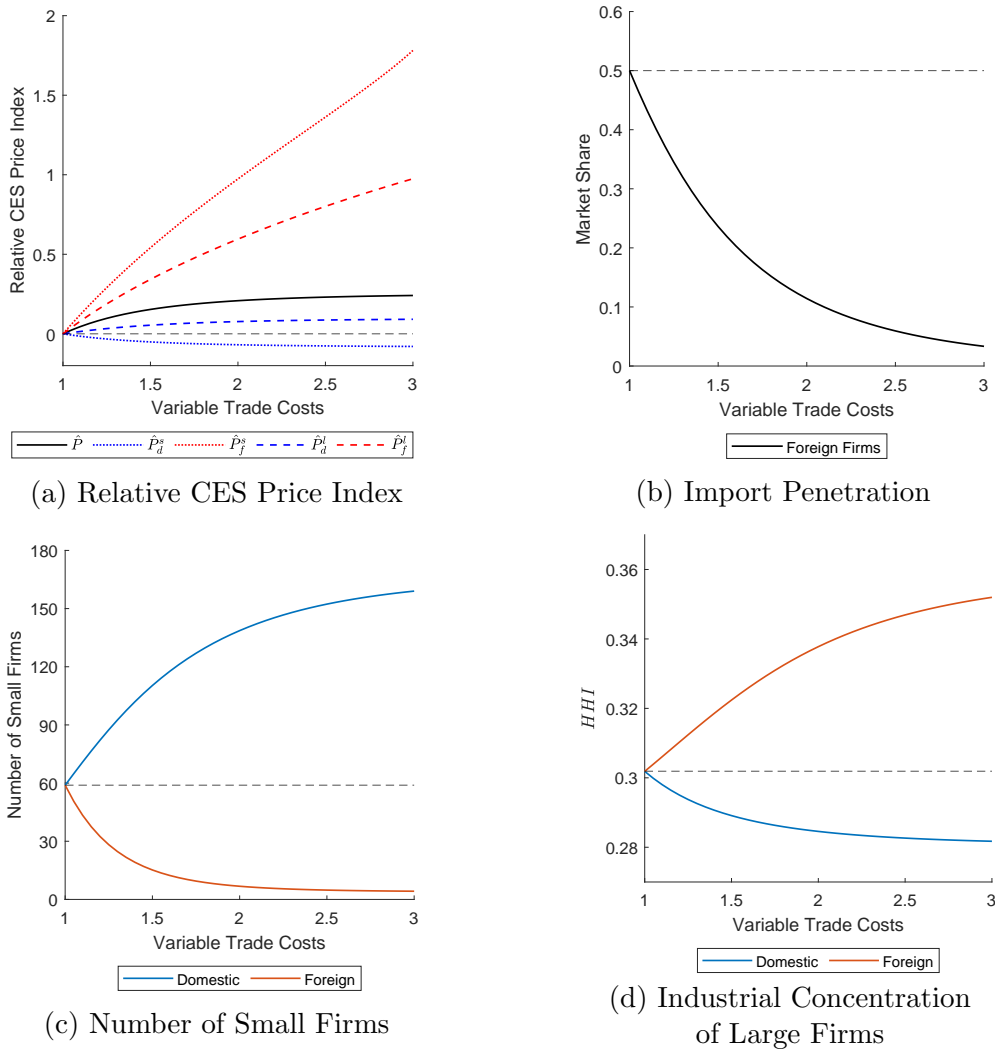 Relative CES Price Index
2
1.5
1
0.5
0
1 1.5 2 2.5 3
Variable Trade Costs
P̂ P̂ₛᵈ P̂ₛᶠ P̂ₗᵈ P̂ₗᶠ
(a) Relative CES Price Index
Market Share
0.6
0.5
0.4
0.3
0.2
0.1
0
1 1.5 2 2.5 3
Variable Trade Costs
Foreign Firms
(b) Import Penetration
Number of Small Firms
180
150
120
90
60
30
0
1 1.5 2 2.5 3
Variable Trade Costs
Domestic Foreign
(c) Number of Small Firms
HHI
0.36
0.34
0.32
0.3
0.28
1 1.5 2 2.5 3
Variable Trade Costs
Domestic Foreign
(d) Industrial Concentration
of Large Firms